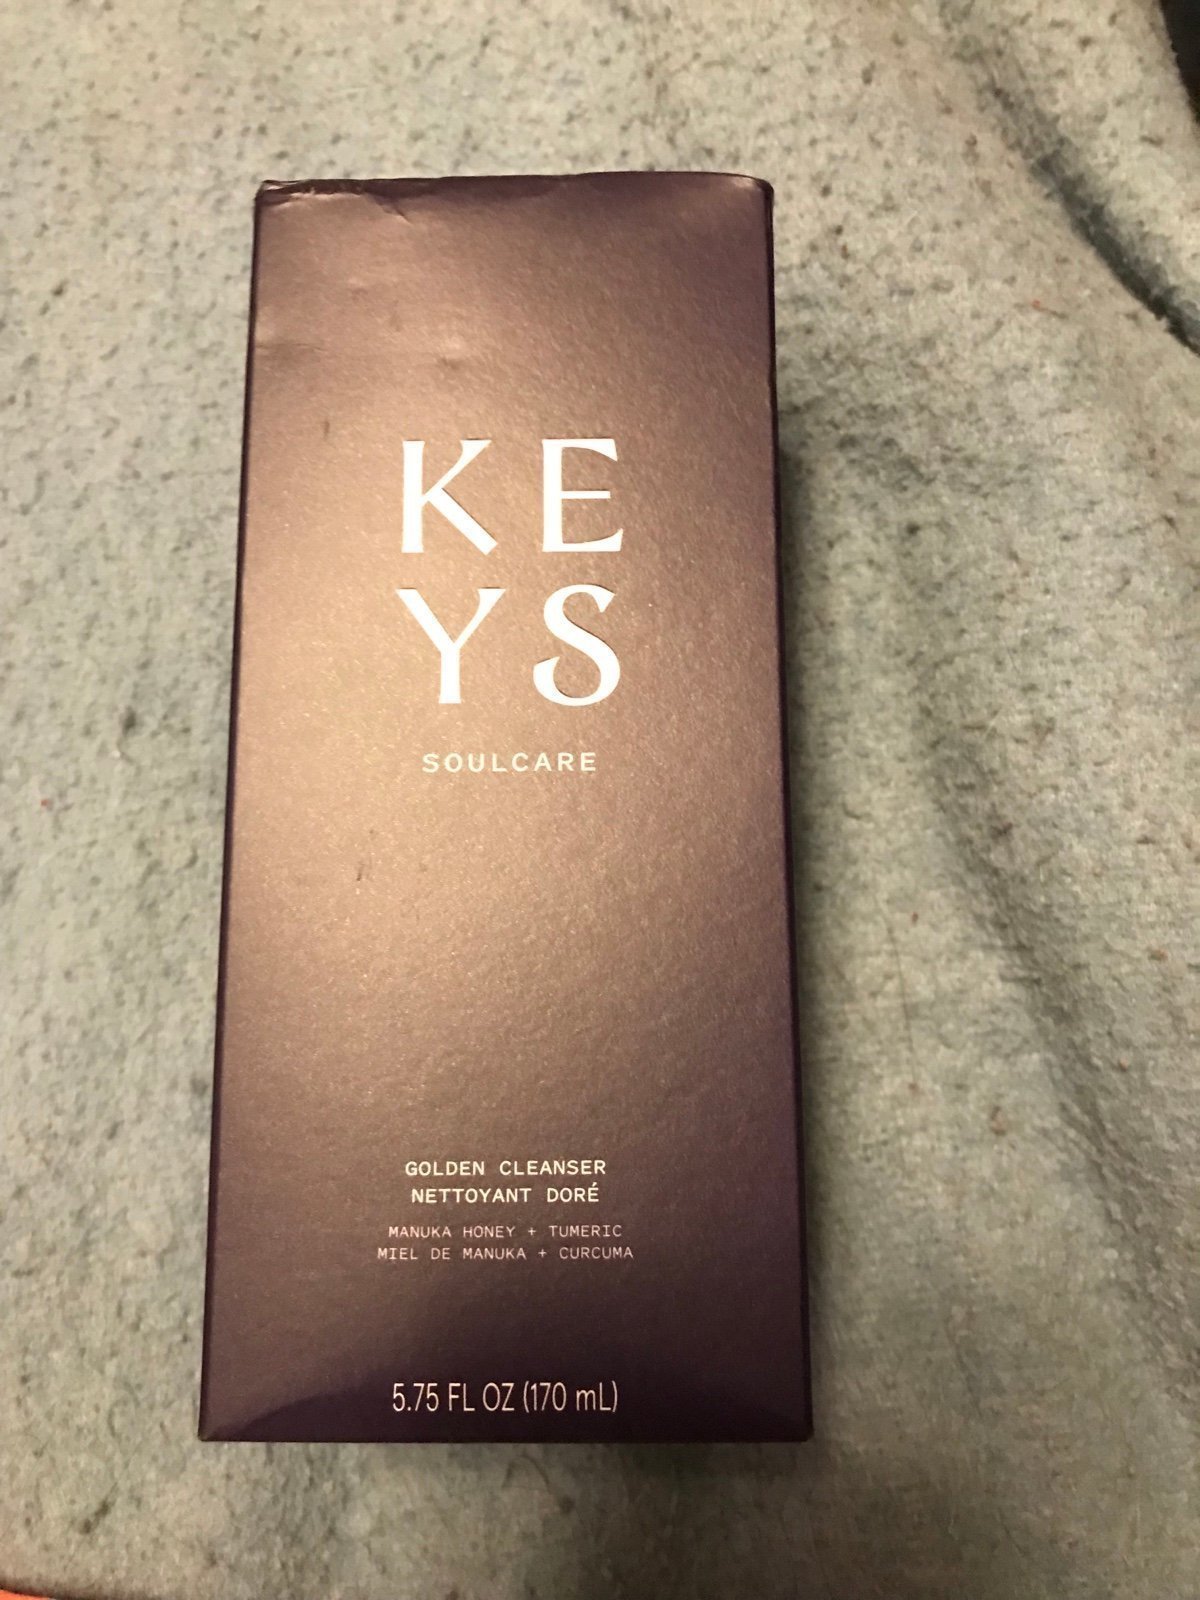 KE
YS
SOULCARE
GOLDEN CLEANSER
NETTOYANT DORÉ
MANUKA HONEY + TUMERIC
MIEL DE MANUKA + CURCUMA
5.75 FL OZ (170 mL)